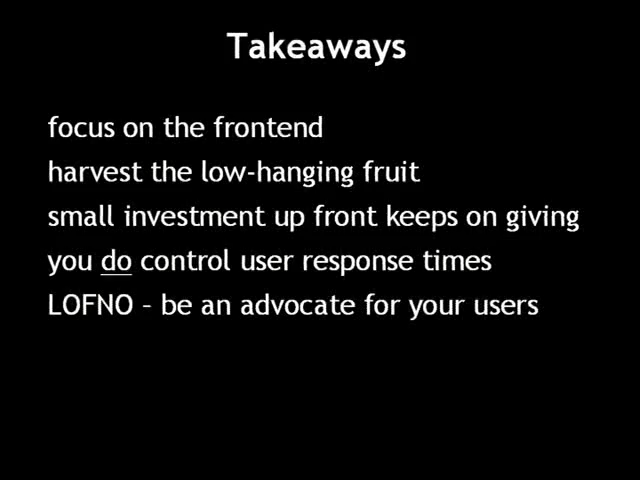 Takeaways
focus on the frontend
harvest the low-hanging fruit
small investment up front keeps on giving
you do control user response times
LOFNO – be an advocate for your users